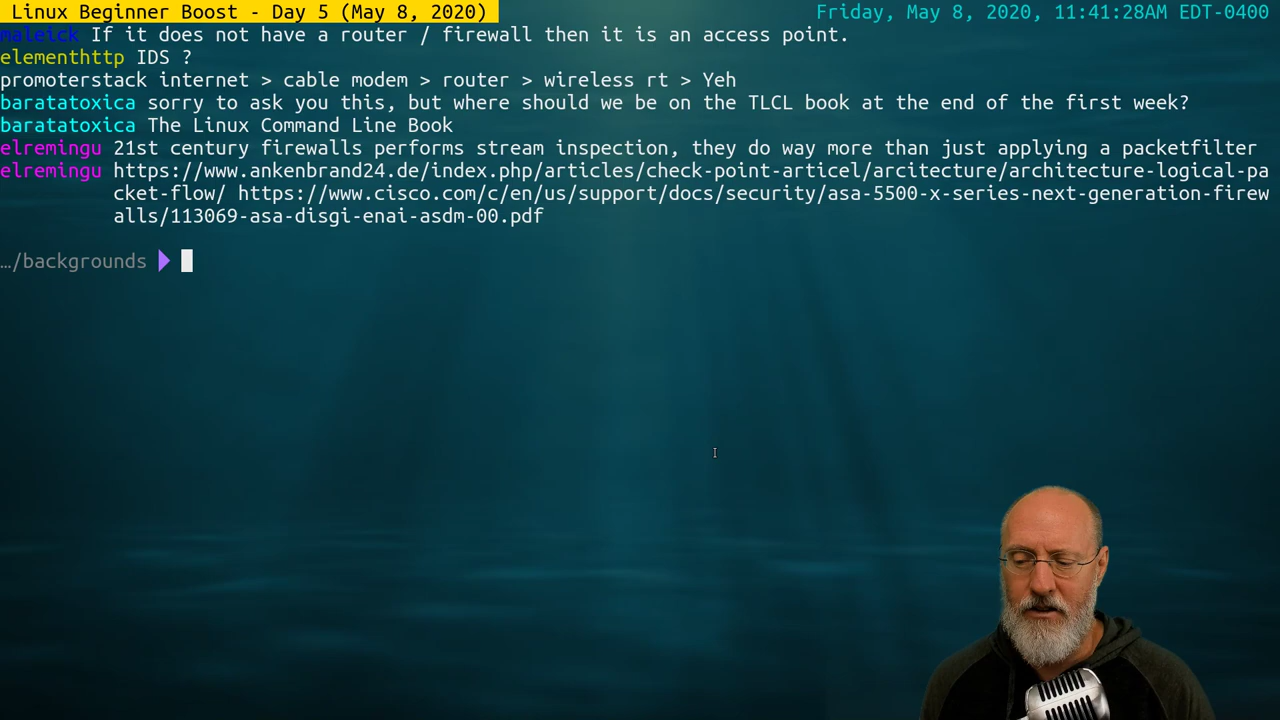 Linux Beginner Boost - Day 5 (May 8, 2020)
Friday, May 8, 2020, 11:41:28AM EDT-0400
maleick If it does not have a router / firewall then it is an access point.
elementhttp IDS ?
promoterstack internet > cable modem > router > wireless rt > Yeh
baratatoxica sorry to ask you this, but where should we be on the TLCL book at the end of the first week?
baratatoxica The Linux Command Line Book
elremingu 21st century firewalls performs stream inspection, they do way more than just applying a packetfilter
elremingu https://www.ankenbrand24.de/index.php/articles/check-point-articel/arcitecture/architecture-logical-pa
cket-flow/ https://www.cisco.com/c/en/us/support/docs/security/asa-5500-x-series-next-generation-firew
alls/113069-asa-disgi-enai-asdm-00.pdf
…/backgrounds